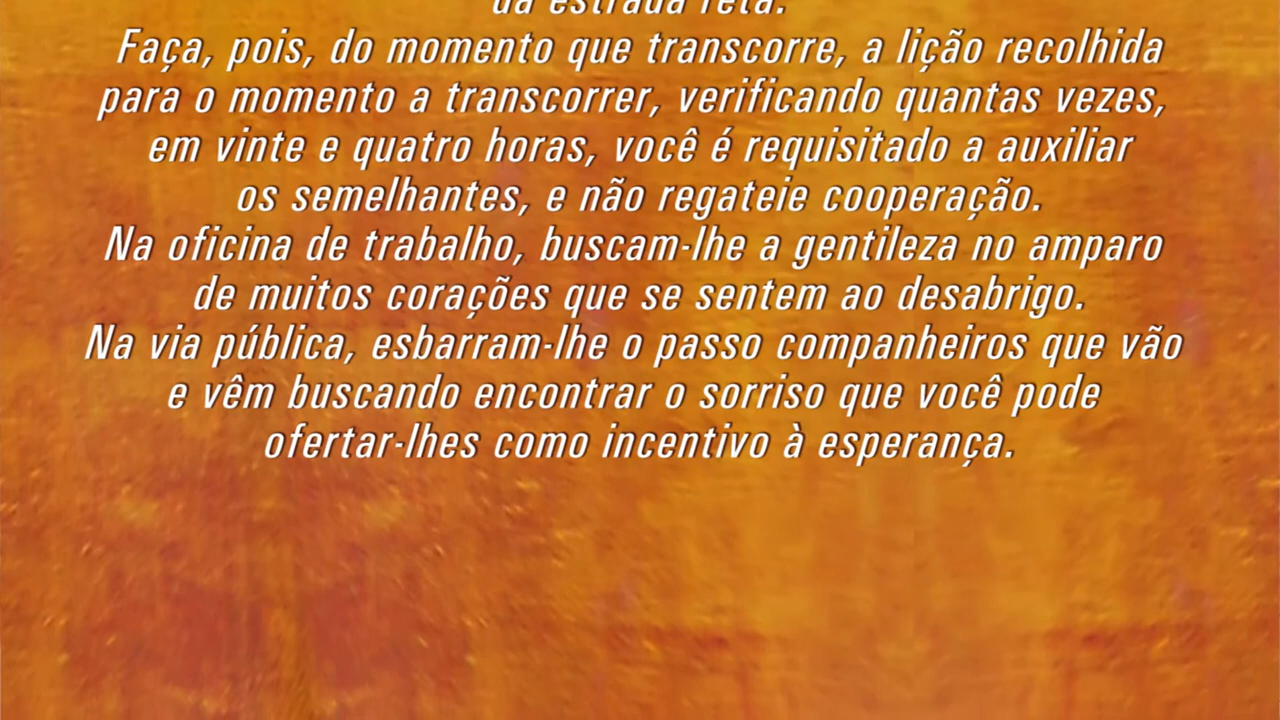 da estrada reta.
Faça, pois, do momento que transcorre, a lição recolhida
para o momento a transcorrer, verificando quantas vezes,
em vinte e quatro horas, você é requisitado a auxiliar
os semelhantes, e não regateie cooperação.
Na oficina de trabalho, buscam-lhe a gentileza no amparo
de muitos corações que se sentem ao desabrigo.
Na via pública, esbarram-lhe o passo companheiros que vão
e vêm buscando encontrar o sorriso que você pode
ofertar-lhes como incentivo à esperança.